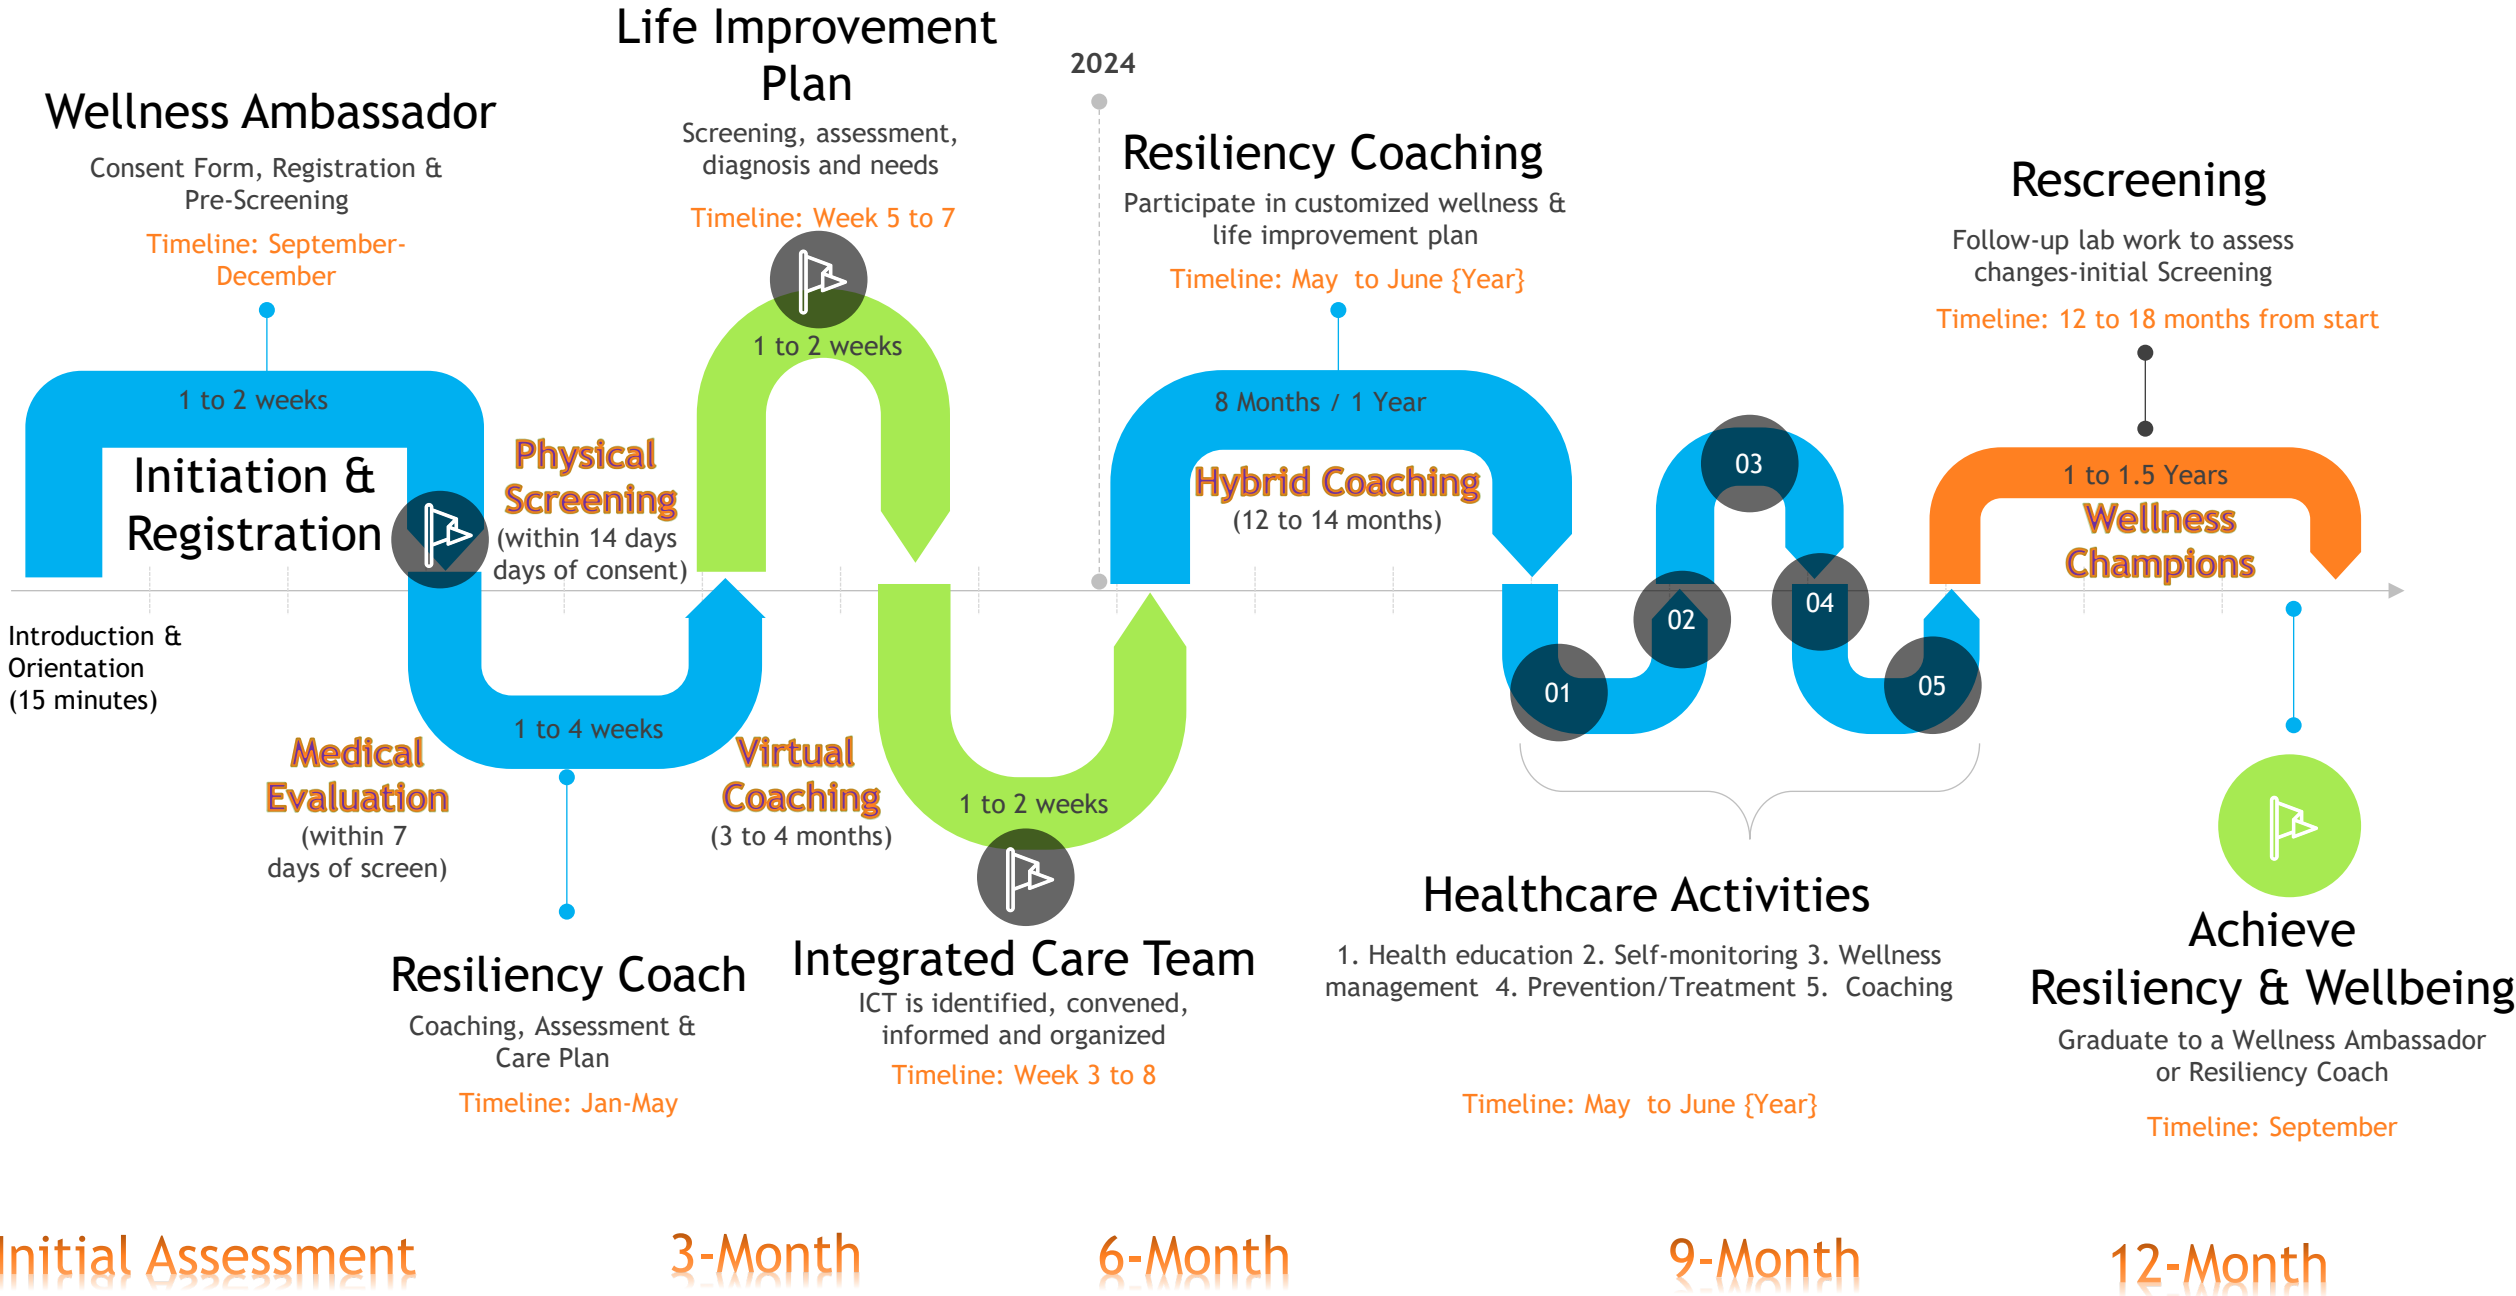 Life Improvement
Plan
Screening, assessment,
diagnosis and needs
Timeline: Week 5 to 7
1 to 2 weeks
2024
Wellness Ambassador
Consent Form, Registration &
Pre-Screening
Timeline: September-
December
1 to 2 weeks
Initiation &
Registration
Physical
Screening
(within 14 days
days of consent)
Resiliency Coaching
Participate in customized wellness &
life improvement plan
Timeline: May to June {Year}
8 Months / 1 Year
Hybrid Coaching
(12 to 14 months)
Rescreening
Follow-up lab work to assess
changes-initial Screening
Timeline: 12 to 18 months from start
1 to 1.5 Years
Wellness
Champions
Introduction &
Orientation
(15 minutes)
Medical
Evaluation
(within 7
days of screen)
1 to 4 weeks
Virtual
Coaching
(3 to 4 months)
1 to 2 weeks
01
02
03
04
05
Resiliency Coach
Coaching, Assessment &
Care Plan
Timeline: Jan-May
Integrated Care Team
ICT is identified, convened,
informed and organized
Timeline: Week 3 to 8
Healthcare Activities
1. Health education 2. Self-monitoring 3. Wellness
management 4. Prevention/Treatment 5. Coaching
Timeline: May to June {Year}
Achieve
Resiliency & Wellbeing
Graduate to a Wellness Ambassador
or Resiliency Coach
Timeline: September
Initial Assessment
3-Month
6-Month
9-Month
12-Month